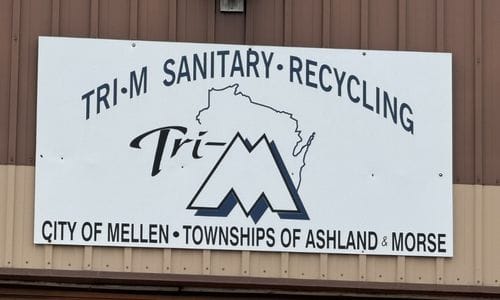 TRI•M SANITARY•RECYCLING
Tri-M
CITY OF MELLEN•TOWNSHIPS OF ASHLAND & MORSE